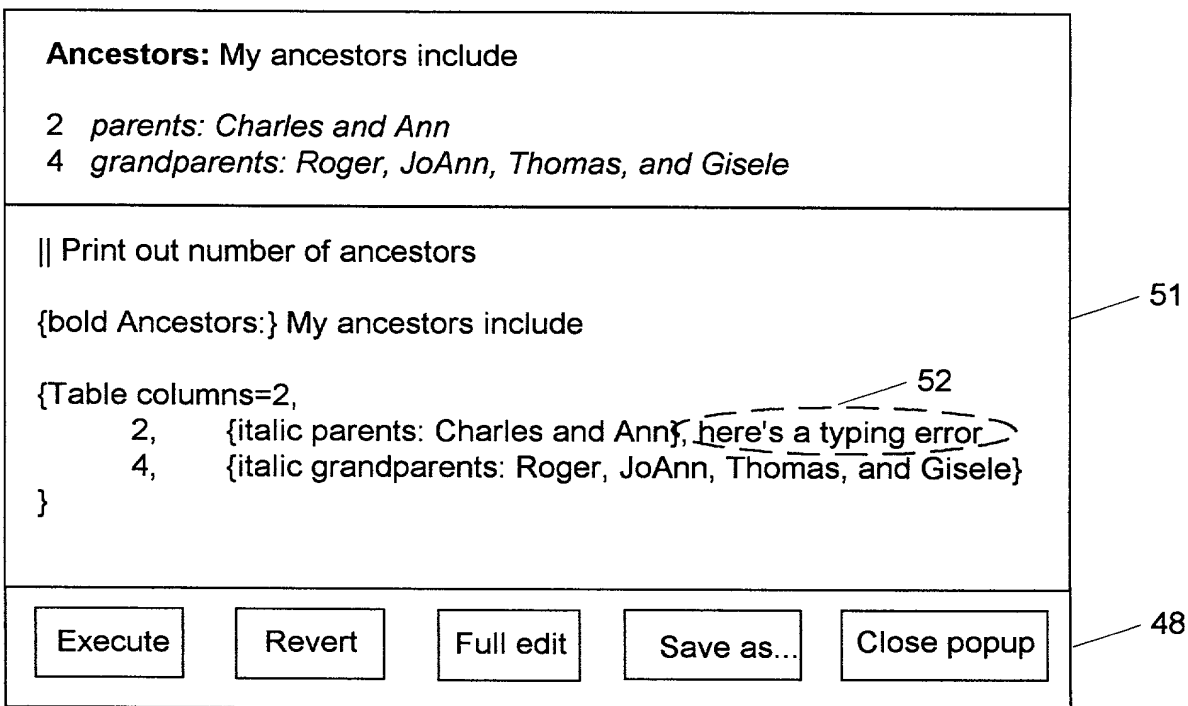 Ancestors: My ancestors include
2 parents: Charles and Ann
4 grandparents: Roger, JoAnn, Thomas, and Gisele
|| Print out number of ancestors
51
{bold Ancestors:} My ancestors include
{Table columns=2,
52
2, {italic parents: Charles and Ann}, here's a typing error
4, {italic grandparents: Roger, JoAnn, Thomas, and Gisele}
}
Execute Revert Full edit Save as... Close popup
48